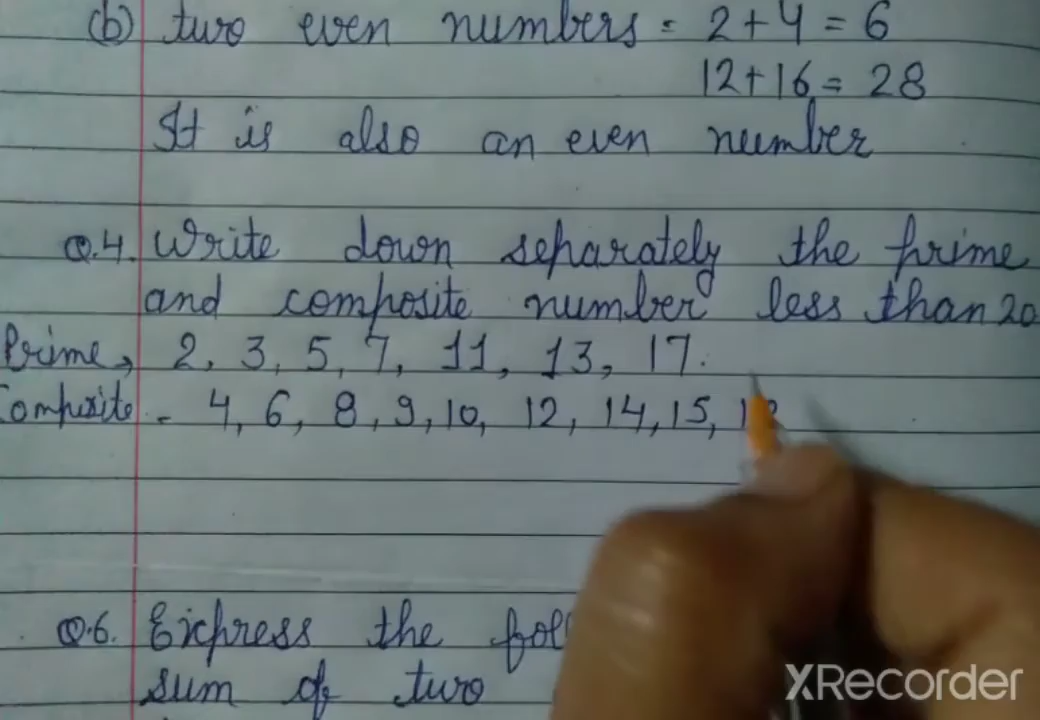 (b) two even numbers = 2 + 4 = 6
12 + 16 = 28
It is also an even number
Q.4. Write down separately the prime
and composite number less than 20
Prime, 2, 3, 5, 7, 11, 13, 17.
Composite - 4, 6, 8, 9, 10, 12, 14, 15,
Q.6. Express the
sum of two
XRecorder